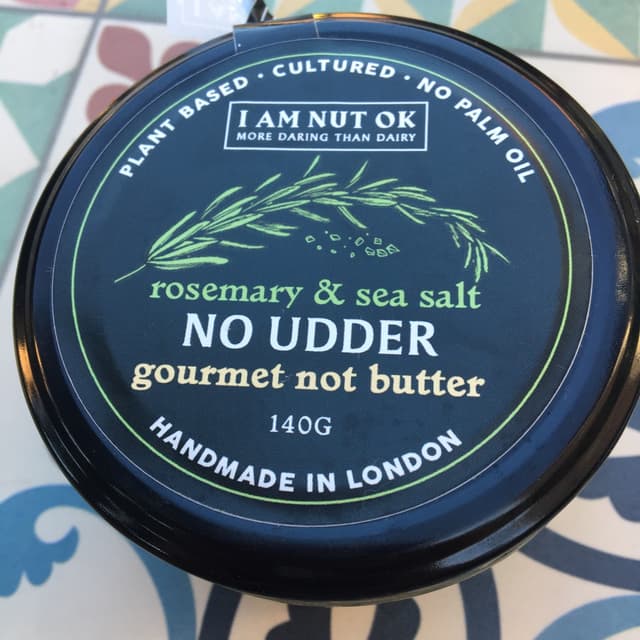 PLANT BASED · CULTURED · NO PALM OIL
I AM NUT OK
MORE DARING THAN DAIRY
rosemary & sea salt
NO UDDER
gourmet not butter
140G
HANDMADE IN LONDON